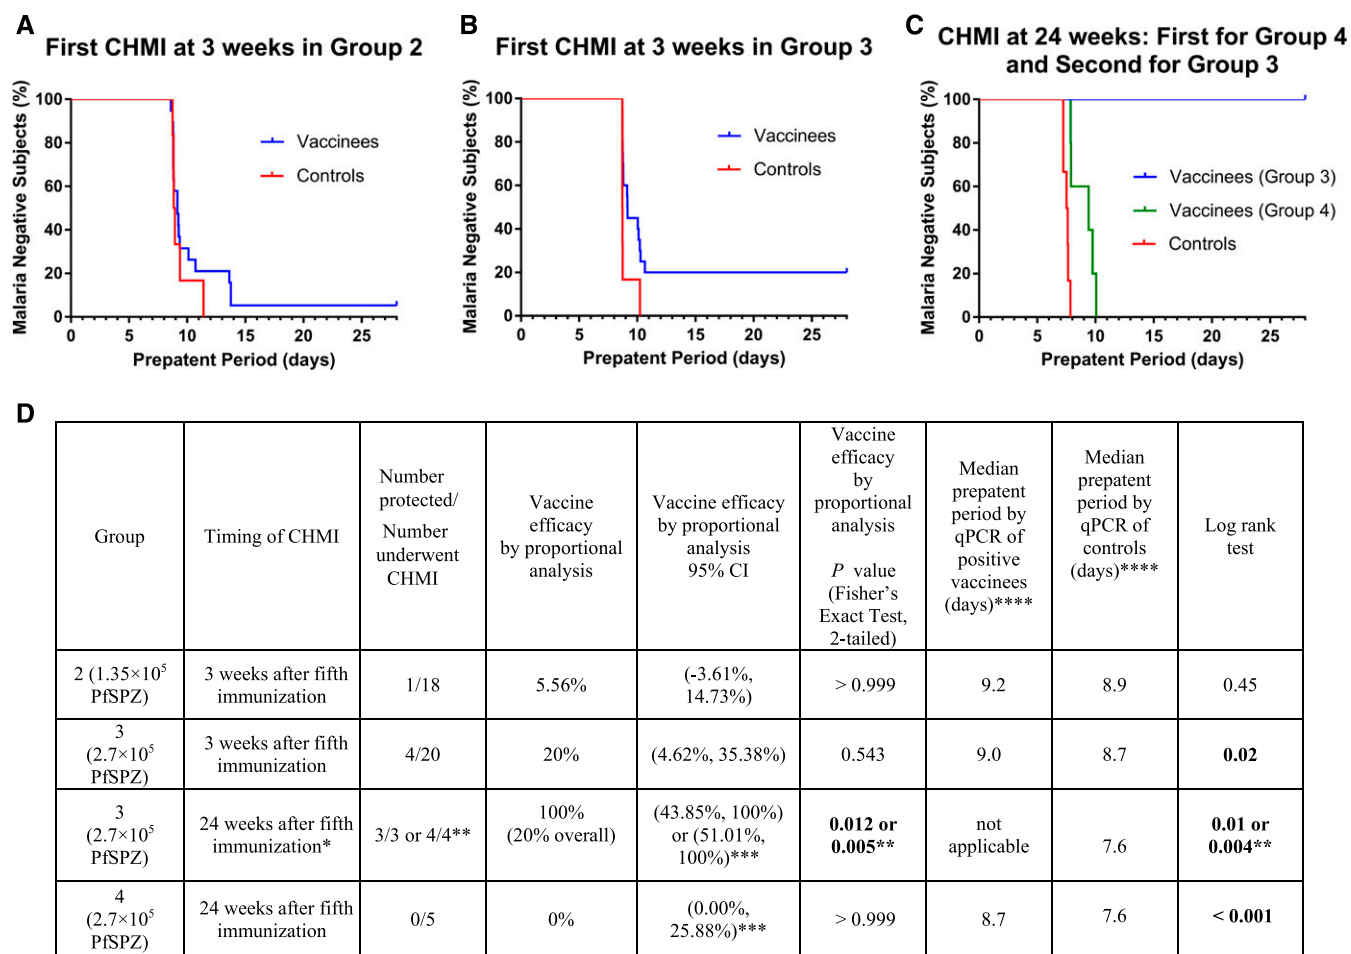 A
First CHMI at 3 weeks in Group 2
Malaria Negative Subjects (%)
100
80
60
40
20
0
0
5
10
15
20
25
Prepatent Period (days)
Vaccinees
Controls
B
First CHMI at 3 weeks in Group 3
Malaria Negative Subjects (%)
100
80
60
40
20
0
0
5
10
15
20
25
Prepatent Period (days)
Vaccinees
Controls
C
CHMI at 24 weeks: First for Group 4
and Second for Group 3
Malaria Negative Subjects (%)
100
80
60
40
20
0
0
5
10
15
20
25
Prepatent Period (days)
Vaccinees (Group 3)
Vaccinees (Group 4)
Controls
D
Group
Timing of CHMI
Number
protected/
Number
underwent
CHMI
Vaccine
efficacy
by proportional
analysis
Vaccine efficacy
by proportional
analysis
95% CI
Vaccine
efficacy
by
proportional
analysis
P value
(Fisher's
Exact Test,
2-tailed)
Median
prepatent
period by
qPCR of
positive
vaccinees
(days)****
Median
prepatent
period by
qPCR of
controls
(days)****
Log rank
test
2 (1.35×10⁵
PfSPZ)
3 weeks after fifth
immunization
1/18
5.56%
(-3.61%,
14.73%)
> 0.999
9.2
8.9
0.45
3
(2.7×10⁵
PfSPZ)
3 weeks after fifth
immunization
4/20
20%
(4.62%, 35.38%)
0.543
9.0
8.7
0.02
3
(2.7×10⁵
PfSPZ)
24 weeks after fifth
immunization*
3/3 or 4/4**
100%
(20% overall)
(43.85%, 100%)
or (51.01%,
100%)***
0.012 or
0.005**
not
applicable
7.6
0.01 or
0.004**
4
(2.7×10⁵
PfSPZ)
24 weeks after fifth
immunization
0/5
0%
(0.00%,
25.88%)***
> 0.999
8.7
7.6
< 0.001